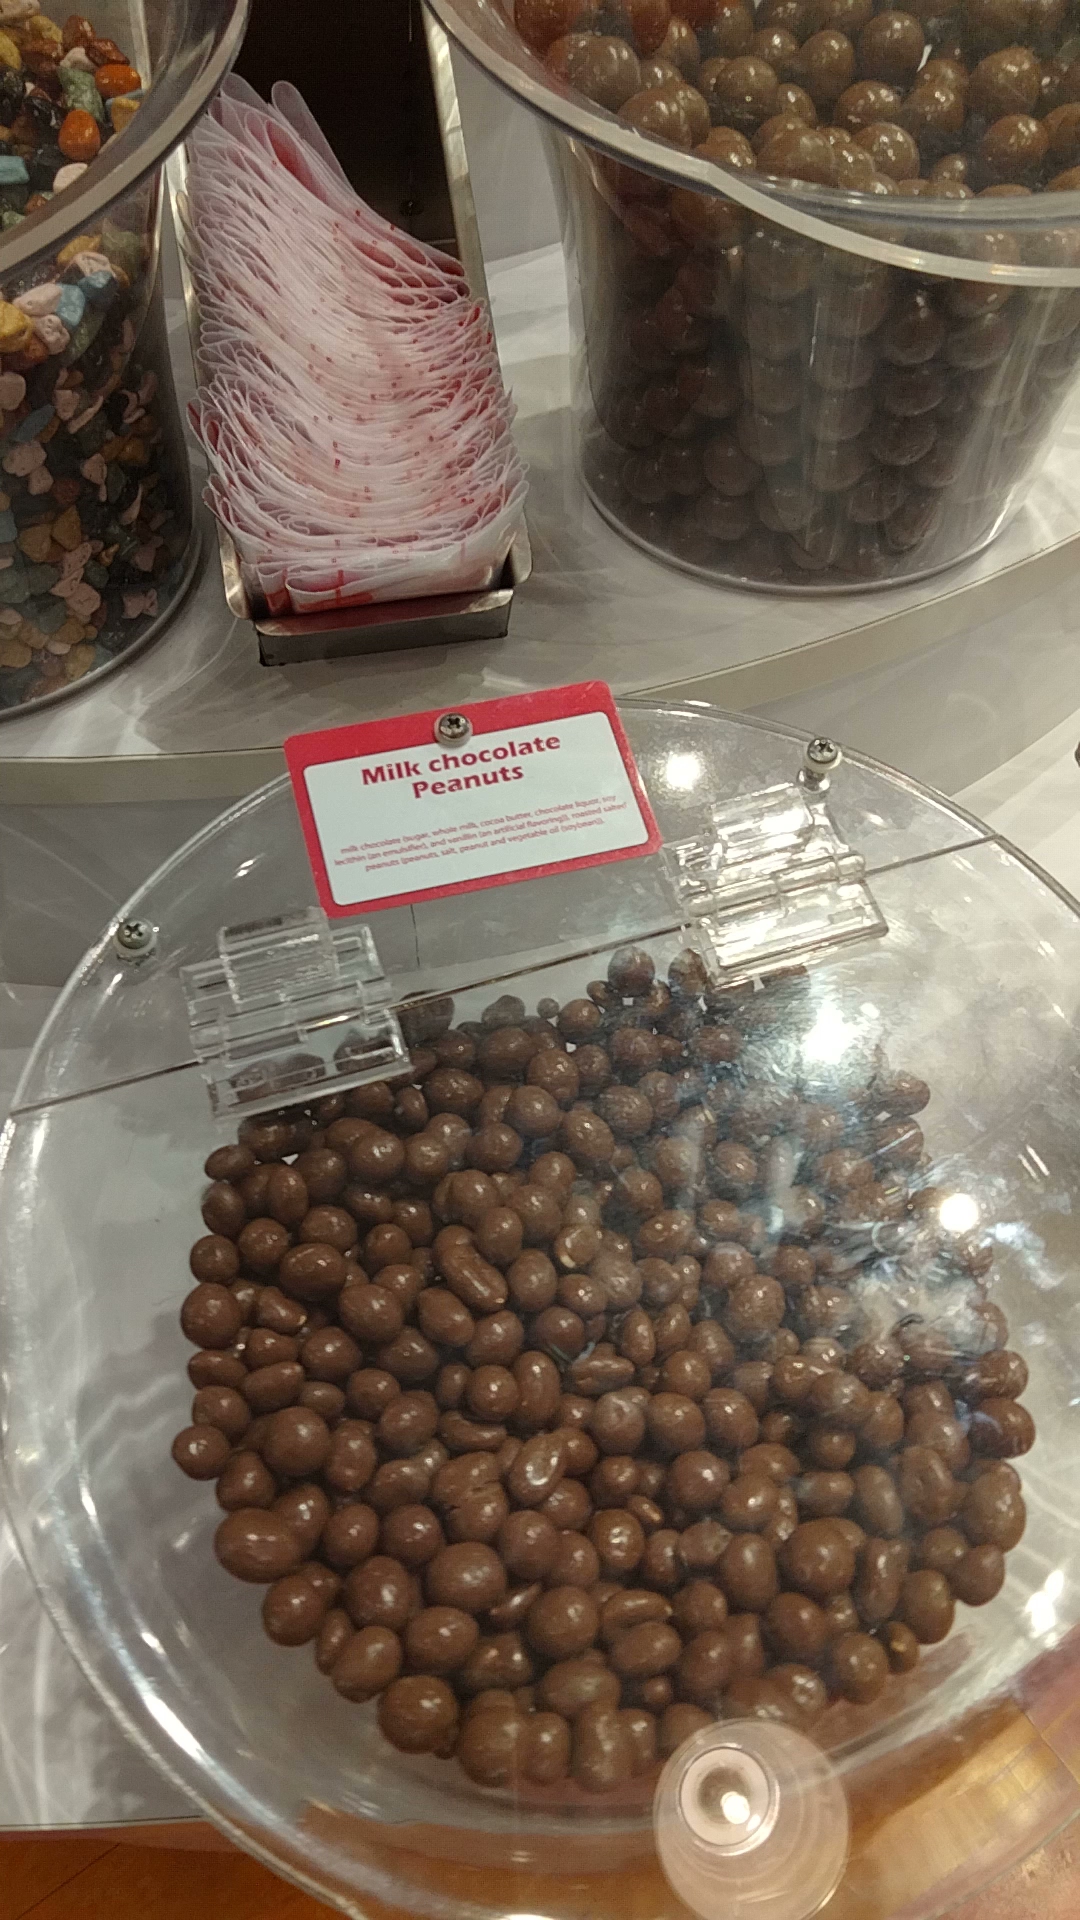 Milk chocolate
Peanuts
milk chocolate (sugar, whole milk, cocoa butter, chocolate liquor, soy
lecithin (an emulsifier), and vanillin (an artificial flavoring)), roasted salted
peanuts (peanuts, salt, peanut and vegetable oil (soybean)).